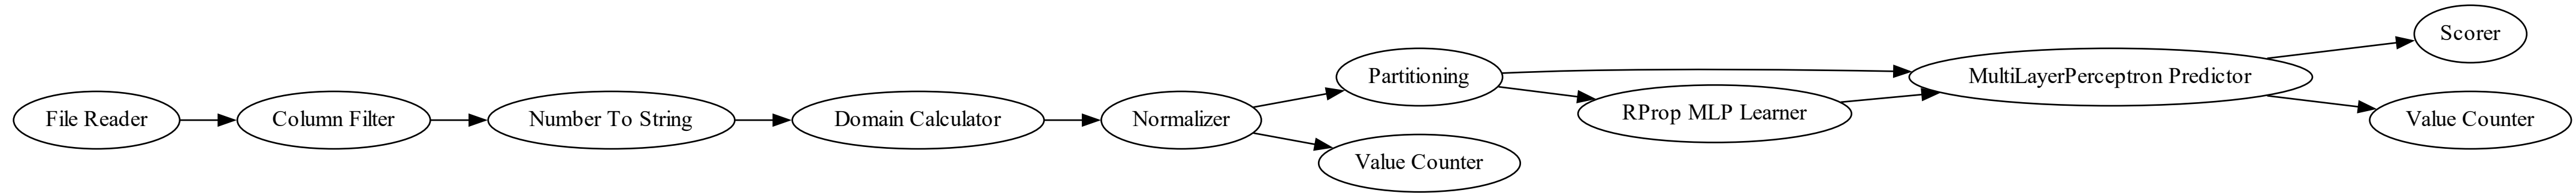 File Reader
Column Filter
Number To String
Domain Calculator
Normalizer
Partitioning
Value Counter
RProp MLP Learner
MultiLayerPerceptron Predictor
Scorer
Value Counter